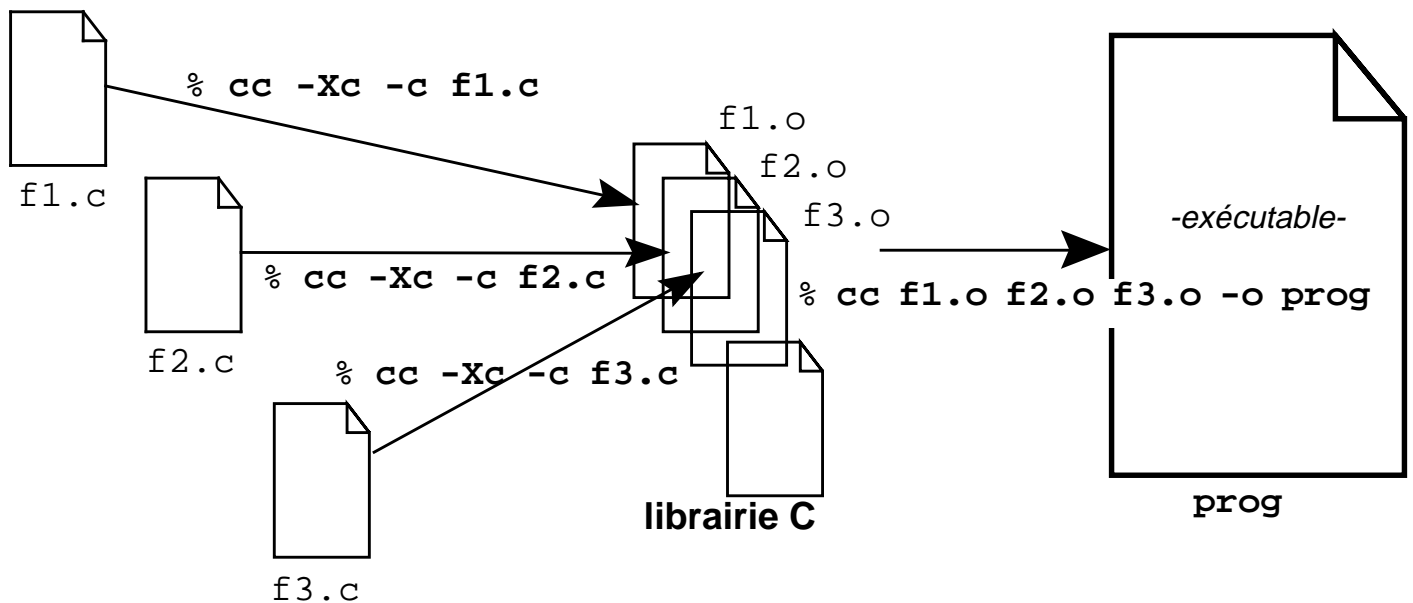 % cc -Xc -c f1.c
f1.o
f2.o
f1.c
f3.o
-exécutable-
% cc -Xc -c f2.c
% cc f1.o f2.o f3.o -o prog
f2.c
% cc -Xc -c f3.c
prog
librairie C
f3.c